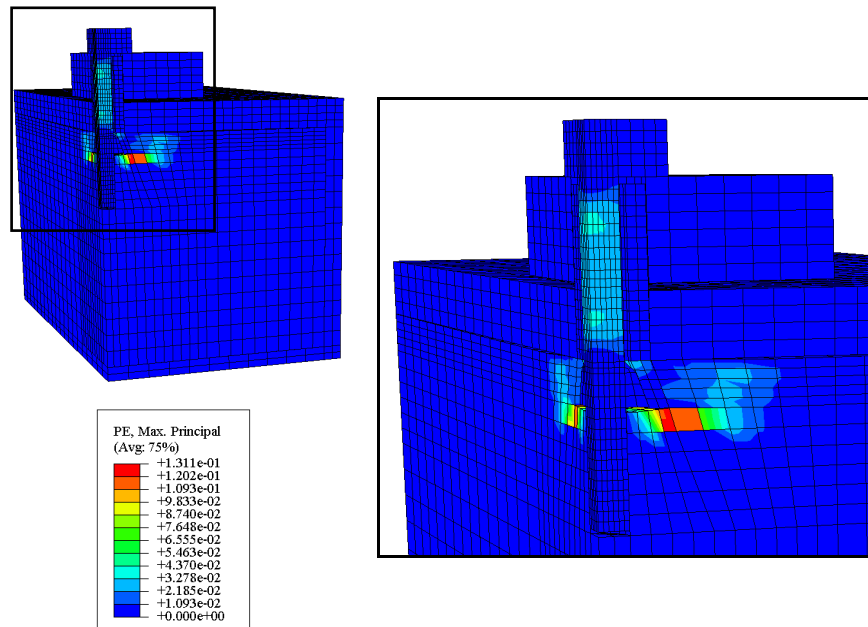 PE, Max. Principal
(Avg: 75%)
+1.311e-01
+1.202e-01
+1.093e-01
+9.833e-02
+8.740e-02
+7.648e-02
+6.555e-02
+5.463e-02
+4.370e-02
+3.278e-02
+2.185e-02
+1.093e-02
+0.000e+00